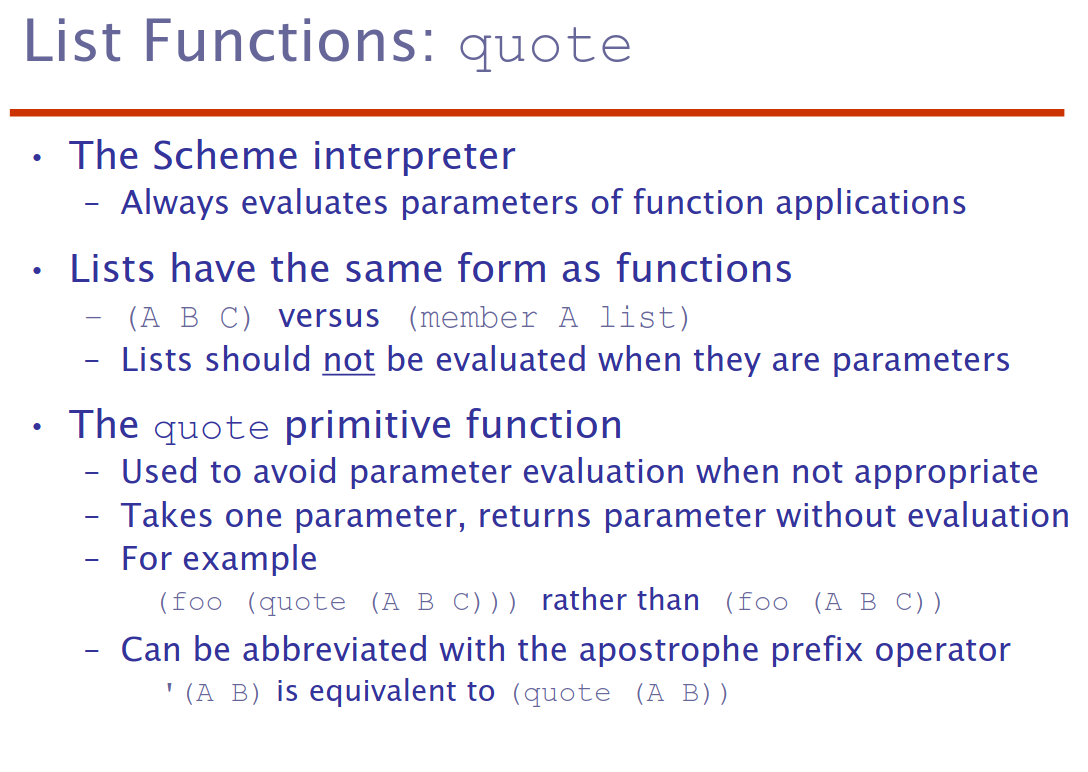 List Functions: quote
• The Scheme interpreter
– Always evaluates parameters of function applications
• Lists have the same form as functions
– (A B C) versus (member A list)
– Lists should not be evaluated when they are parameters
• The quote primitive function
– Used to avoid parameter evaluation when not appropriate
– Takes one parameter, returns parameter without evaluation
– For example
(foo (quote (A B C))) rather than (foo (A B C))
– Can be abbreviated with the apostrophe prefix operator
'(A B) is equivalent to (quote (A B))